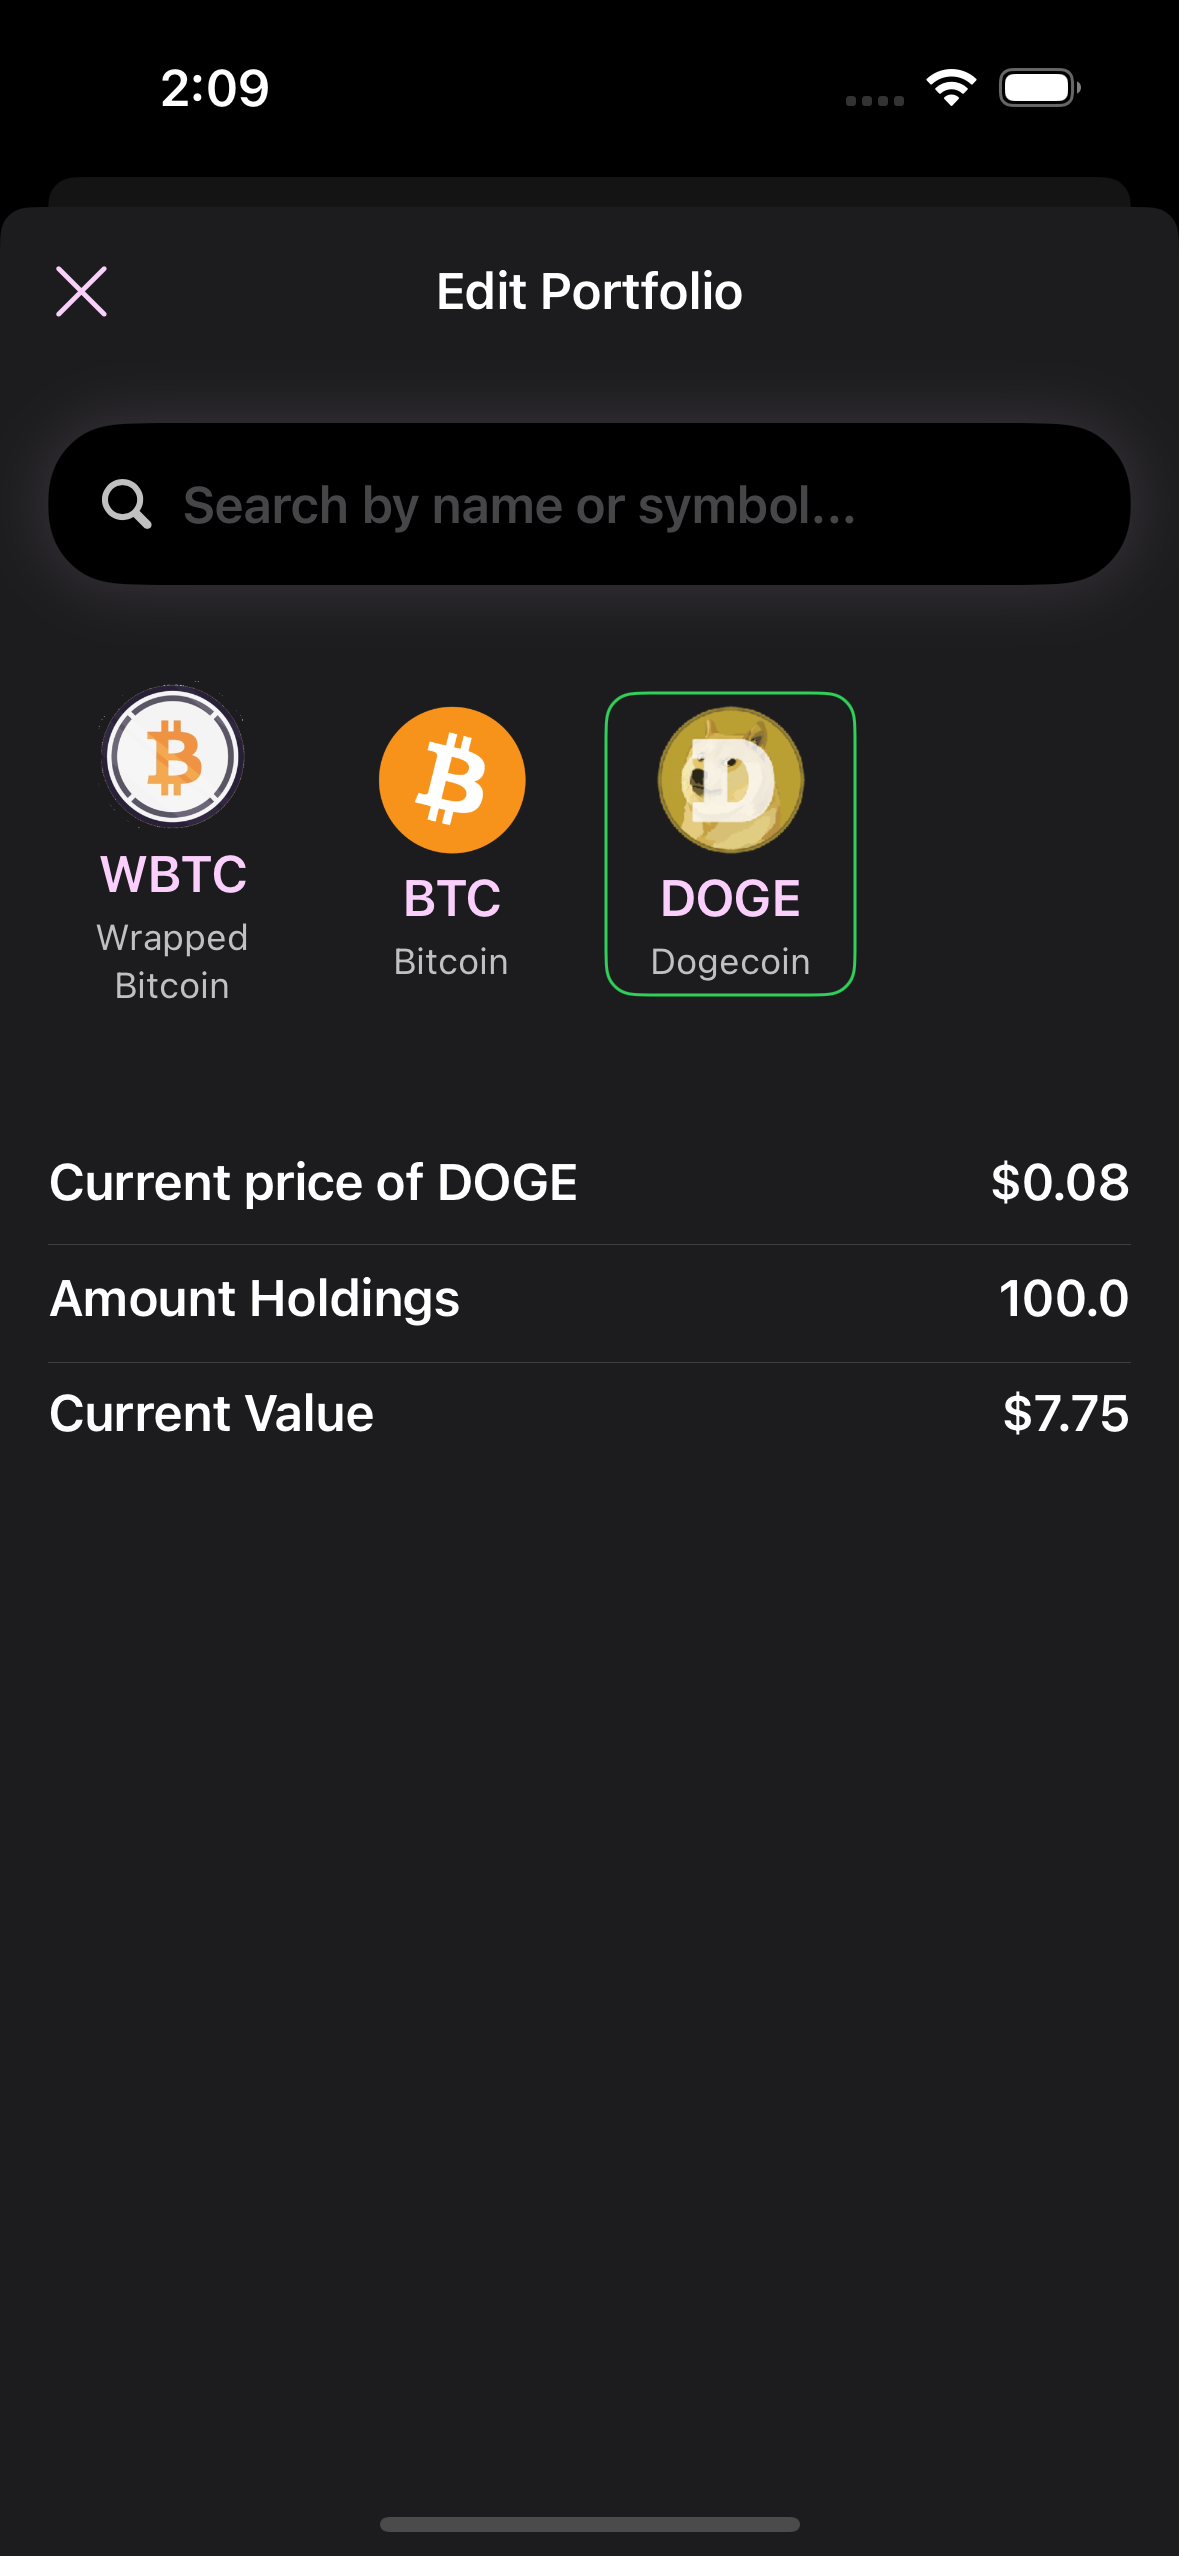 2:09
Edit Portfolio
Search by name or symbol...
WBTC
Wrapped
Bitcoin
BTC
Bitcoin
DOGE
Dogecoin
Current price of DOGE $0.08
Amount Holdings 100.0
Current Value $7.75